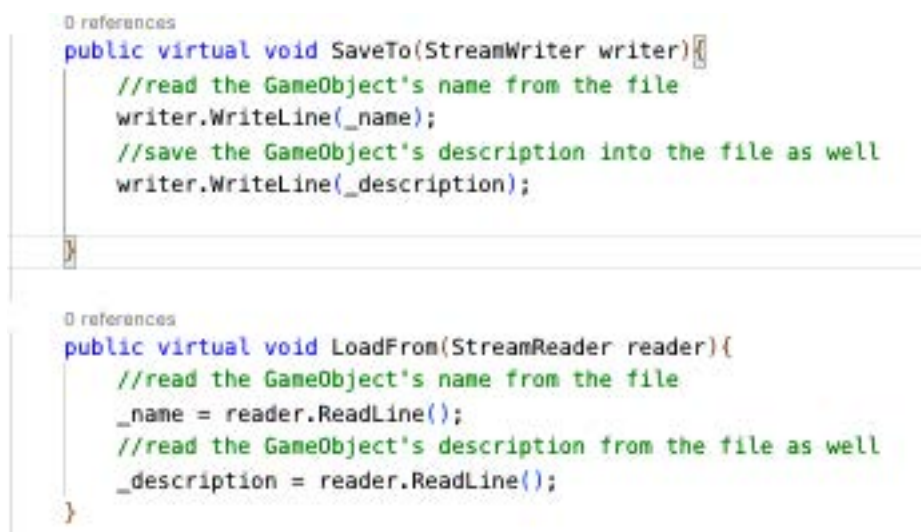 0 references
public virtual void SaveTo(StreamWriter writer){
//read the GameObject's name from the file
writer.WriteLine(_name);
//save the GameObject's description into the file as well
writer.WriteLine(_description);
}
0 references
public virtual void LoadFrom(StreamReader reader){
//read the GameObject's name from the file
_name = reader.ReadLine();
//read the GameObject's description from the file as well
_description = reader.ReadLine();
}